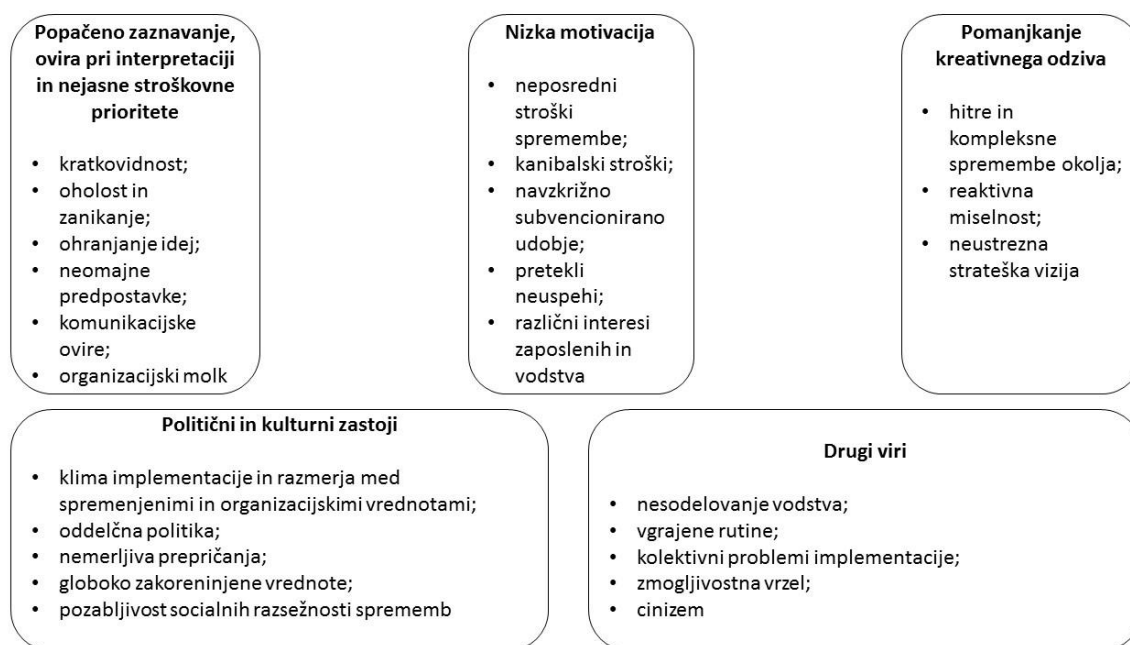 Popačeno zaznavanje,
ovira pri interpretaciji
in nejasne stroškovne
prioritete
• kratkovidnost;
• oholost in
zanikanje;
• ohranjanje idej;
• neomajne
predpostavke;
• komunikacijske
ovire;
• organizacijski molk
Nizka motivacija
• neposredni
stroški
spremembe;
• kanibalski stroški;
• navzkrižno
subvencionirano
udobje;
• pretekli
neuspehi;
• različni interesi
zaposlenih in
vodstva
Pomanjkanje
kreativnega odziva
• hitre in
kompleksne
spremembe okolja;
• reaktivna
miselnost;
• neustrezna
strateška vizija
Politični in kulturni zastoji
• klima implementacije in razmerja med
spremenjenimi in organizacijskimi vrednotami;
• oddelčna politika;
• nemerljiva prepričanja;
• globoko zakoreninjene vrednote;
• pozabljivost socialnih razsežnosti sprememb
Drugi viri
• nesodelovanje vodstva;
• vgrajene rutine;
• kolektivni problemi implementacije;
• zmogljivostna vrzel;
• cinizem